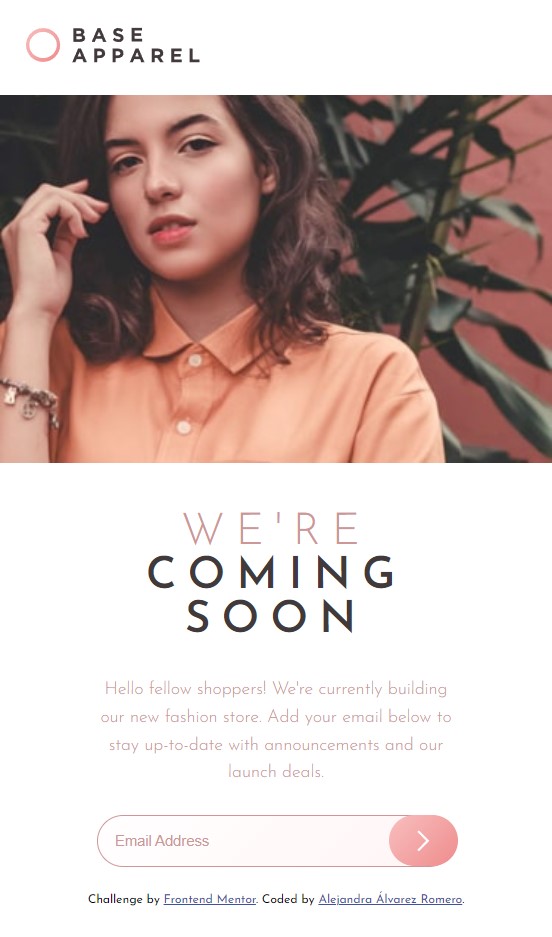 BASE
APPAREL
WE'RE
COMING
SOON
Hello fellow shoppers! We're currently building
our new fashion store. Add your email below to
stay up-to-date with announcements and our
launch deals.
Email Address
Challenge by Frontend Mentor. Coded by Alejandra Álvarez Romero.